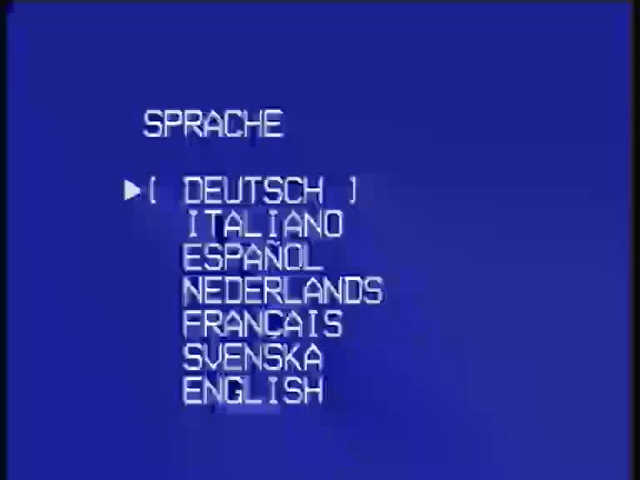 SPRACHE
▶[ DEUTSCH ]
ITALIANO
ESPAÑOL
NEDERLANDS
FRANÇAIS
SVENSKA
ENGLISH